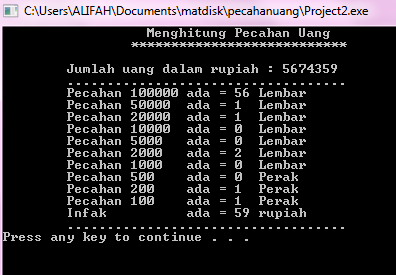 C:\Users\ALIFAH\Documents\matdisk\pecahanuang\Project2.exe
Menghitung Pecahan Uang
***************************
Jumlah uang dalam rupiah : 5674359
-----------------------------------
Pecahan 100000 ada = 56 Lembar
Pecahan 50000 ada = 1 Lembar
Pecahan 20000 ada = 1 Lembar
Pecahan 10000 ada = 0 Lembar
Pecahan 5000 ada = 0 Lembar
Pecahan 2000 ada = 2 Lembar
Pecahan 1000 ada = 0 Lembar
Pecahan 500 ada = 0 Perak
Pecahan 200 ada = 1 Perak
Pecahan 100 ada = 1 Perak
Infak ada = 59 rupiah
-----------------------------------
Press any key to continue . . .